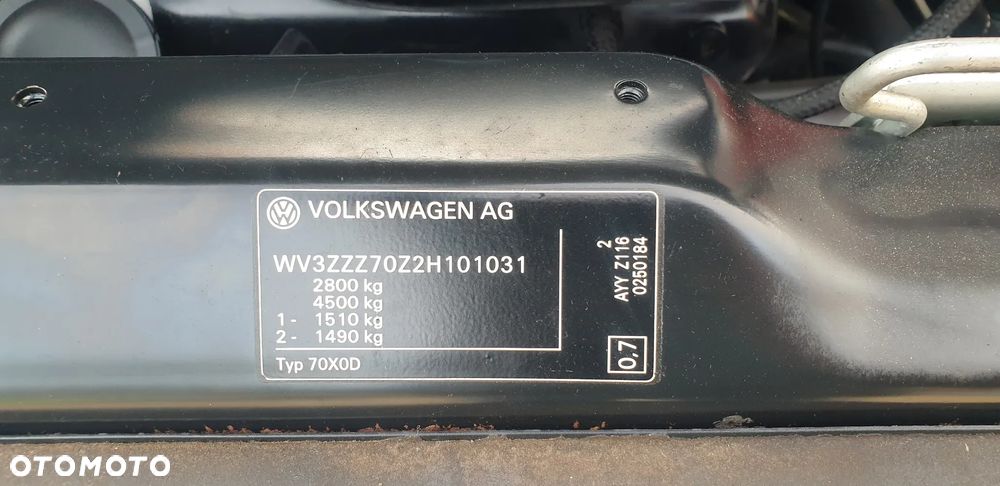 VOLKSWAGEN AG
WV3ZZZ70Z2H101031
2800 kg
4500 kg
1 - 1510 kg
2 - 1490 kg
Typ 70X0D
2
AYY Z116
0250184
0,7
OTOMOTO